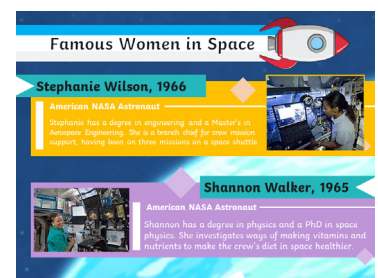 Famous Women in Space
Stephanie Wilson, 1966
American NASA Astronaut
Stephanie has a degree in engineering and a Master's in
Aerospace Engineering. She is a branch chief for crew mission
support, having been on three missions on a space shuttle.
Shannon Walker, 1965
American NASA Astronaut
Shannon has a degree in physics and a PhD in space
physics. She investigates ways of making vitamins and
nutrients to make the crew's diet in space healthier.